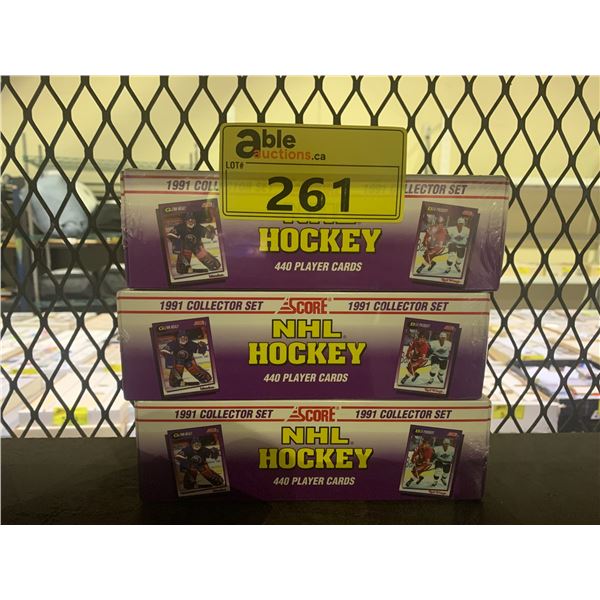 able
auctions.ca
LOT#
261
1991 COLLECTOR SET
HOCKEY
440 PLAYER CARDS
1991 COLLECTOR SET SCORE 1991 COLLECTOR SET
NHL
HOCKEY
440 PLAYER CARDS
1991 COLLECTOR SET SCORE 1991 COLLECTOR SET
NHL
HOCKEY
440 PLAYER CARDS